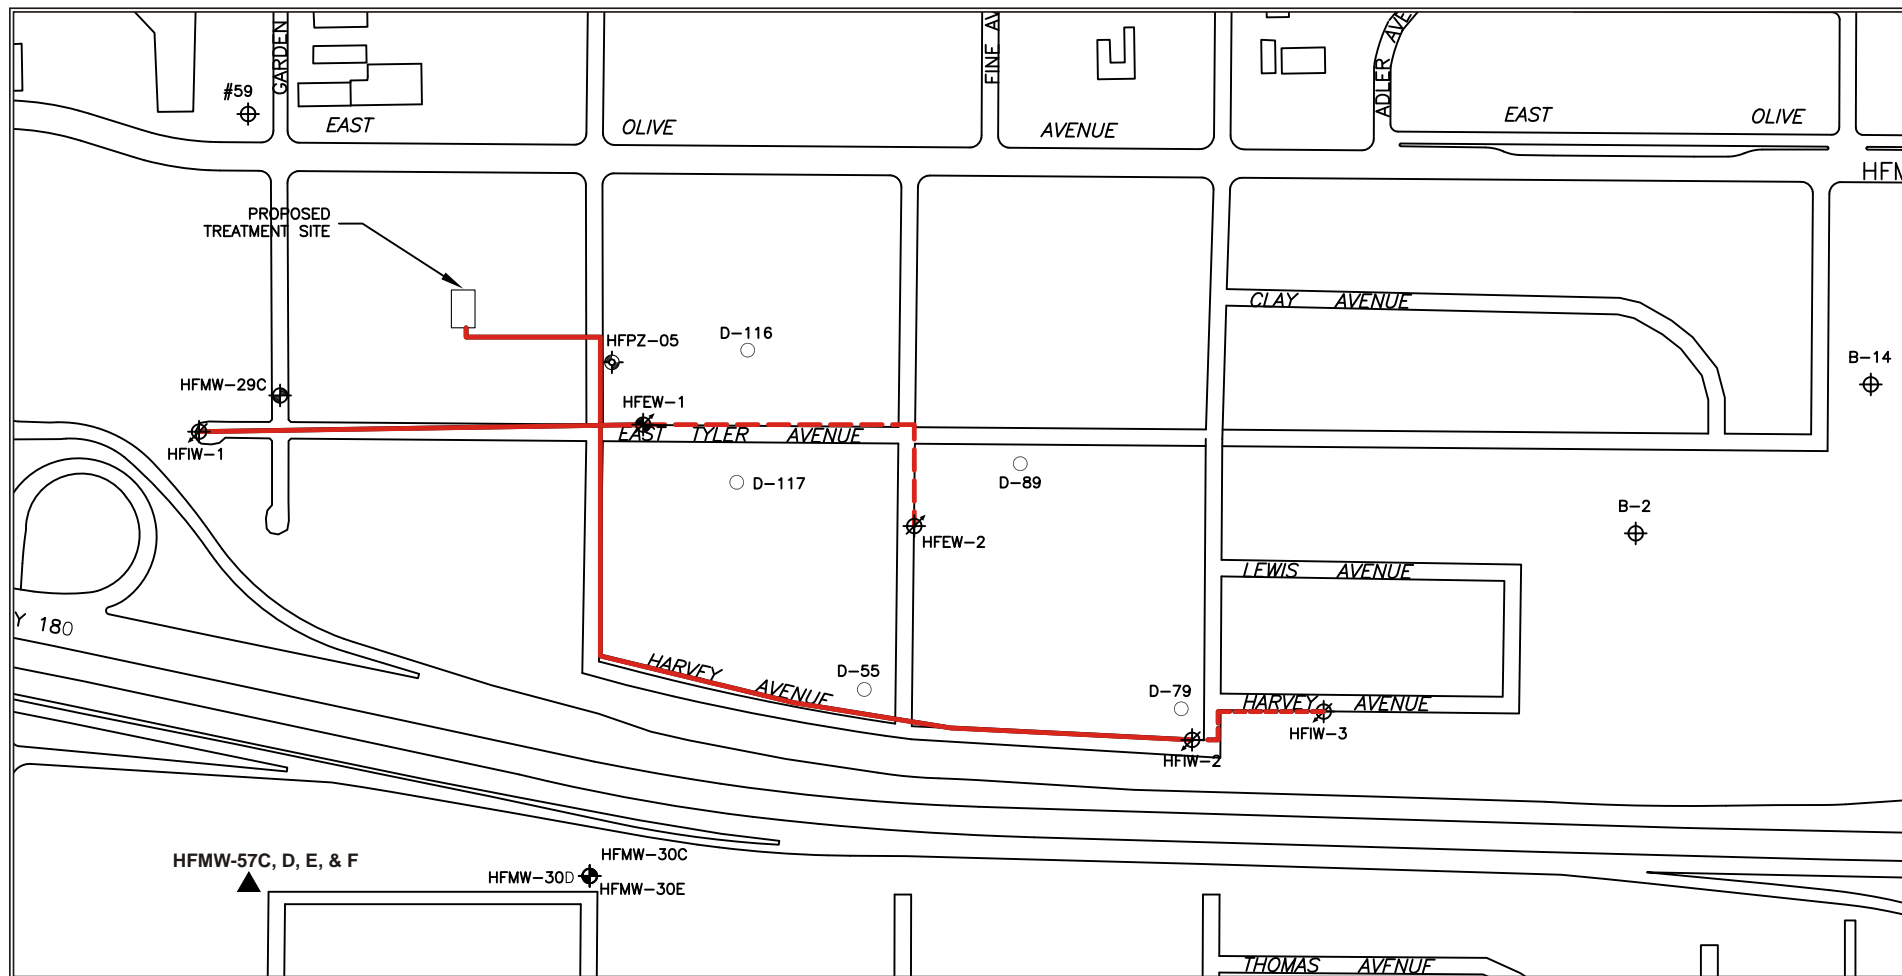 GARDEN
#59
EAST
OLIVE
FINE AV
AVENUE
ADLER AVE
EAST
OLIVE
HFM
PROPOSED
TREATMENT SITE
CLAY AVENUE
HFPZ-05
D-116
B-14
HFMW-29C
HFEW-1
EAST TYLER AVENUE
HFIW-1
D-117
D-89
B-2
HFEW-2
LEWIS AVENUE
Y 180
HARVEY AVENUE
D-55
D-79
HARVEY AVENUE
HFIW-3
HFIW-2
HFMW-57C, D, E, & F
HFMW-30C
HFMW-30D
HFMW-30E
THOMAS AVENUE